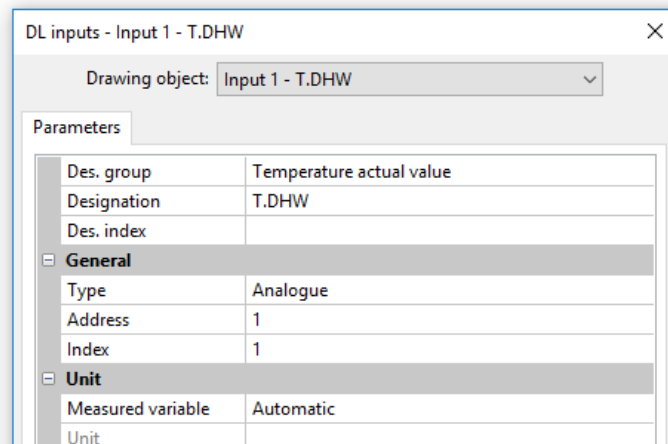 DL inputs - Input 1 - T.DHW
Drawing object: Input 1 - T.DHW
Parameters
Des. group Temperature actual value
Designation T.DHW
Des. index
General
Type Analogue
Address 1
Index 1
Unit
Measured variable Automatic
Unit